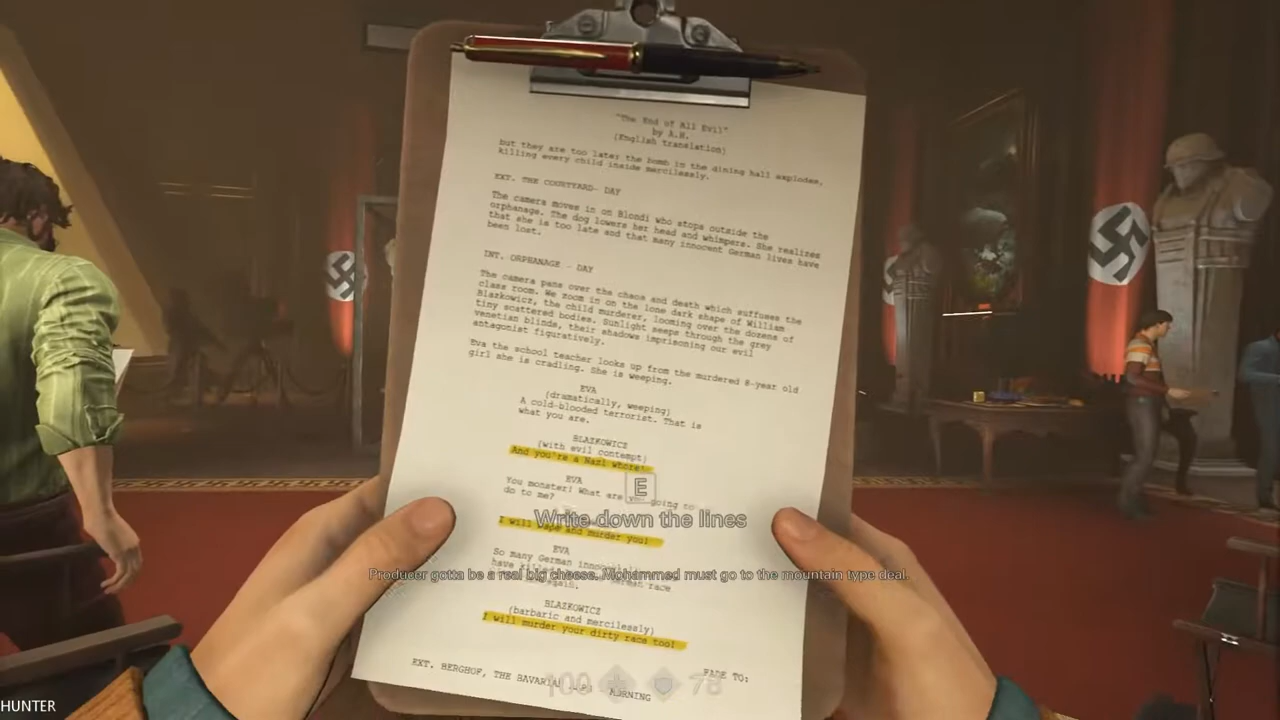 "The End of All Evil"
by A.H.
(English translation)
but they are too late; the bomb in the dining hall explodes,
killing every child inside mercilessly.
EXT. THE COURTYARD- DAY
The camera moves in on Blondi who stops outside the
orphanage. The dog lowers her head and whimpers. She realizes
that she is too late and that many innocent German lives have
been lost.
INT. ORPHANAGE - DAY
The camera pans over the chaos and death which suffuses the
class room. We zoom in on the lone dark shape of William
Blazkowicz, the child murderer, looming over the dozens of
tiny scattered bodies. Sunlight seeps through the grey
venetian blinds, their shadows imprisoning our evil
antagonist figuratively.
Eva the school teacher looks up from the murdered 8-year old
girl she is cradling. She is weeping.
EVA
(dramatically, weeping)
A cold-blooded terrorist. That is
what you are.
BLAZKOWICZ
(with evil contempt)
And you're a Nazi whore!
EVA
You monster! What are going to
do to me?
E
Write down the lines
I will rape and murder you!
EVA
So many German
have race
again.
Producer gotta be a real big cheese. Mohammed must go to the mountain type deal.
BLAZKOWICZ
(barbaric and mercilessly)
I will murder your dirty race too!
FADE TO:
EXT. BERGHOF, THE BAVARIAN MORNING
100
78
HUNTER